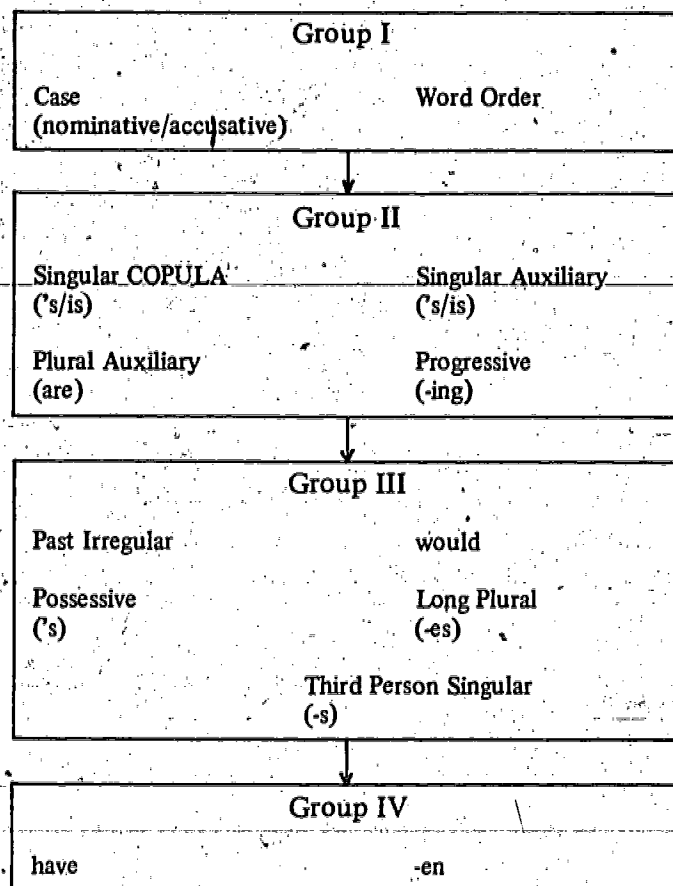 Group I
Case Word Order
(nominative/accusative)
Group II
Singular COPULA Singular Auxiliary
('s/is) ('s/is)
Plural Auxiliary Progressive
(are) (-ing)
Group III
Past Irregular would
Possessive Long Plural
('s) (-es)
Third Person Singular
(-s)
Group IV
have -en